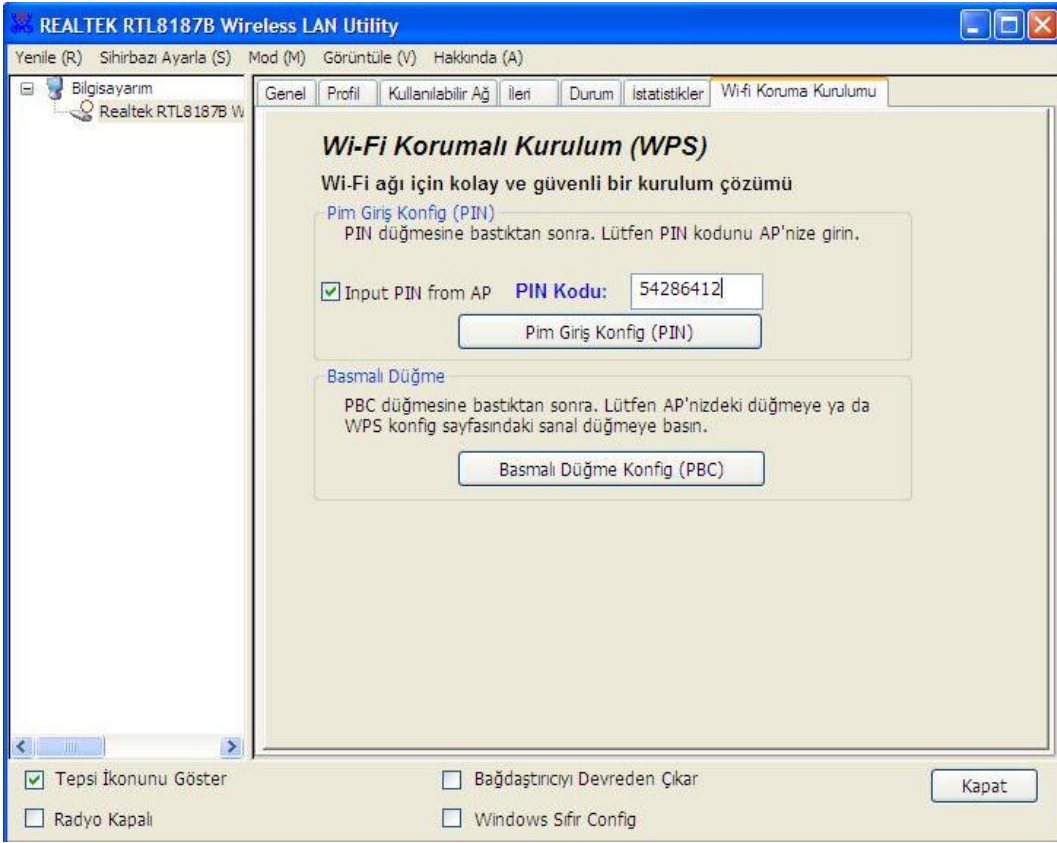 REALTEK RTL8187B Wireless LAN Utility
Yenile (R) Sihirbazı Ayarla (S) Mod (M) Görüntüle (V) Hakkında (A)
Bilgisayarım
Realtek RTL8187B W
Genel Profil Kullanılabilir Ağ İleri Durum İstatistikler Wi-fi Koruma Kurulumu
Wi-Fi Korumalı Kurulum (WPS)
Wi-Fi ağı için kolay ve güvenli bir kurulum çözümü
Pim Giriş Konfig (PIN)
PIN düğmesine bastıktan sonra. Lütfen PIN kodunu AP'nize girin.
Input PIN from AP PIN Kodu: 54286412
Pim Giriş Konfig (PIN)
Basmalı Düğme
PBC düğmesine bastıktan sonra. Lütfen AP'nizdeki düğmeye ya da
WPS konfig sayfasındaki sanal düğmeye basın.
Basmalı Düğme Konfig (PBC)
Tepsi İkonunu Göster Bağdaştırıcıyı Devreden Çıkar Kapat
Radyo Kapalı Windows Sıfır Config